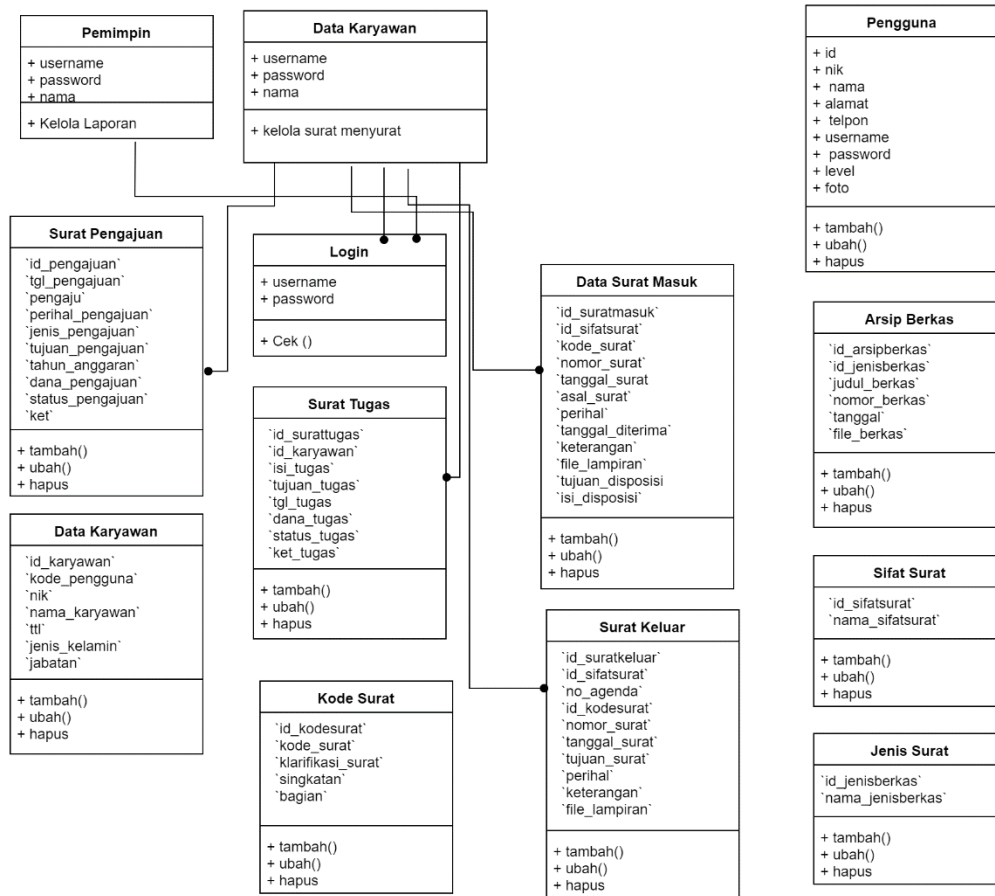 Pemimpin
+ username
+ password
+ nama
+ Kelola Laporan
Data Karyawan
+ username
+ password
+ nama
+ kelola surat menyurat
Pengguna
+ id
+ nik
+ nama
+ alamat
+ telpon
+ username
+ password
+ level
+ foto
+ tambah()
+ ubah()
+ hapus
Surat Pengajuan
`id_pengajuan`
`tgl_pengajuan`
`pengaju`
`perihal_pengajuan`
`jenis_pengajuan`
`tujuan_pengajuan`
`tahun_anggaran`
`dana_pengajuan`
`status_pengajuan`
`ket`
+ tambah()
+ ubah()
+ hapus
Login
+ username
+ password
+ Cek ()
Data Surat Masuk
`id_suratmasuk`
`id_sifatsurat`
`kode_surat`
`nomor_surat`
`tanggal_surat
`asal_surat`
`perihal`
`tanggal_diterima`
`keterangan`
`file_lampiran`
`tujuan_disposisi
`isi_disposisi`
+ tambah()
+ ubah()
+ hapus
Arsip Berkas
`id_arsipberkas`
`id_jenisberkas`
`judul_berkas`
`nomor_berkas`
`tanggal`
`file_berkas`
+ tambah()
+ ubah()
+ hapus
Surat Tugas
`id_surattugas`
`id_karyawan`
`isi_tugas`
`tujuan_tugas`
`tgl_tugas
`dana_tugas`
`status_tugas`
`ket_tugas`
+ tambah()
+ ubah()
+ hapus
Data Karyawan
`id_karyawan`
`kode_pengguna`
`nik`
`nama_karyawan`
`ttl`
`jenis_kelamin`
`jabatan`
+ tambah()
+ ubah()
+ hapus
Sifat Surat
`id_sifatsurat`
`nama_sifatsurat`
+ tambah()
+ ubah()
+ hapus
Surat Keluar
`id_suratkeluar`
`id_sifatsurat`
`no_agenda`
`id_kodesurat`
`nomor_surat`
`tanggal_surat`
`tujuan_surat`
`perihal`
`keterangan`
`file_lampiran`
+ tambah()
+ ubah()
+ hapus
Kode Surat
`id_kodesurat`
`kode_surat`
`klarifikasi_surat`
`singkatan`
`bagian`
+ tambah()
+ ubah()
+ hapus
Jenis Surat
`id_jenisberkas`
`nama_jenisberkas`
+ tambah()
+ ubah()
+ hapus